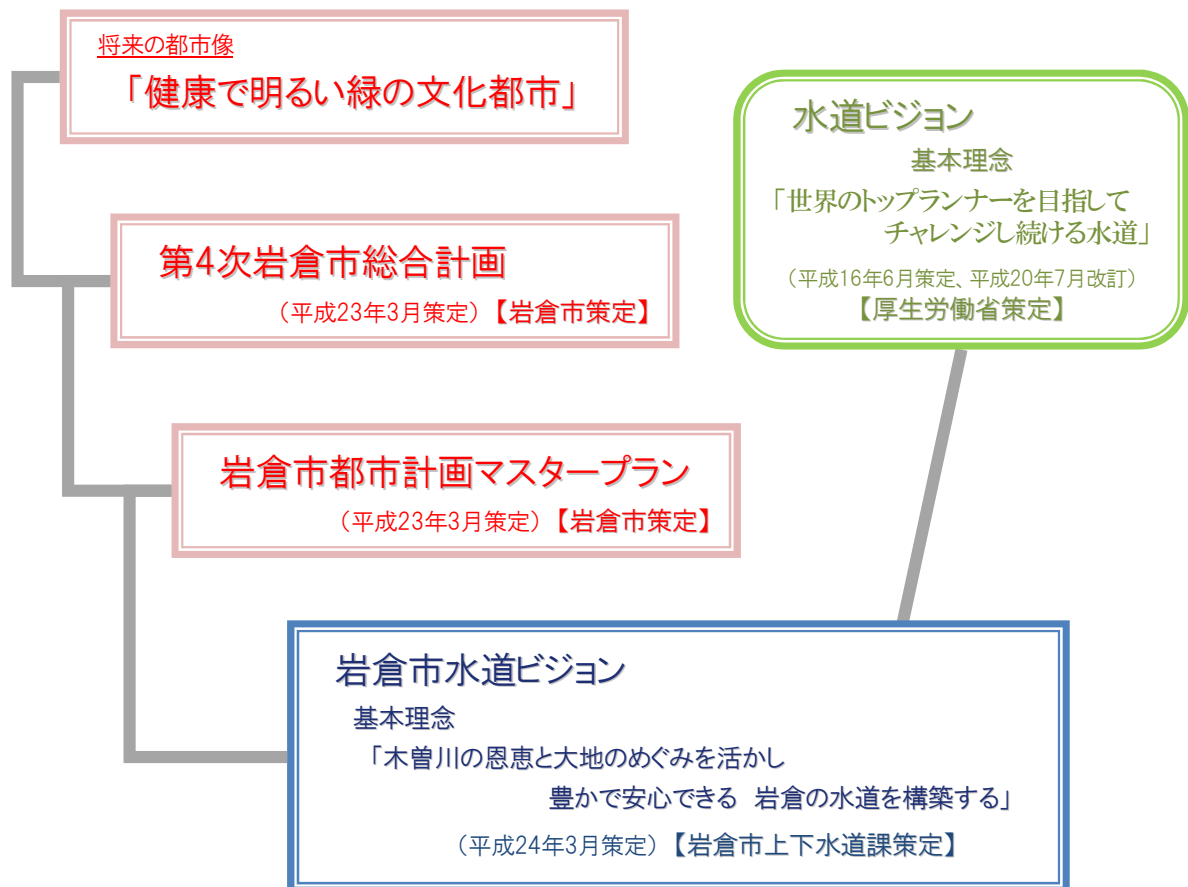 将来の都市像
「健康で明るい緑の文化都市」
第4次岩倉市総合計画
（平成23年3月策定）【岩倉市策定】
岩倉市都市計画マスタープラン
（平成23年3月策定）【岩倉市策定】
水道ビジョン
基本理念
「世界のトップランナーを目指して
チャレンジし続ける水道」
（平成16年6月策定、平成20年7月改訂）
【厚生労働省策定】
岩倉市水道ビジョン
基本理念
「木曽川の恩恵と大地のめぐみを活かし
豊かで安心できる　岩倉の水道を構築する」
（平成24年3月策定）【岩倉市上下水道課策定】